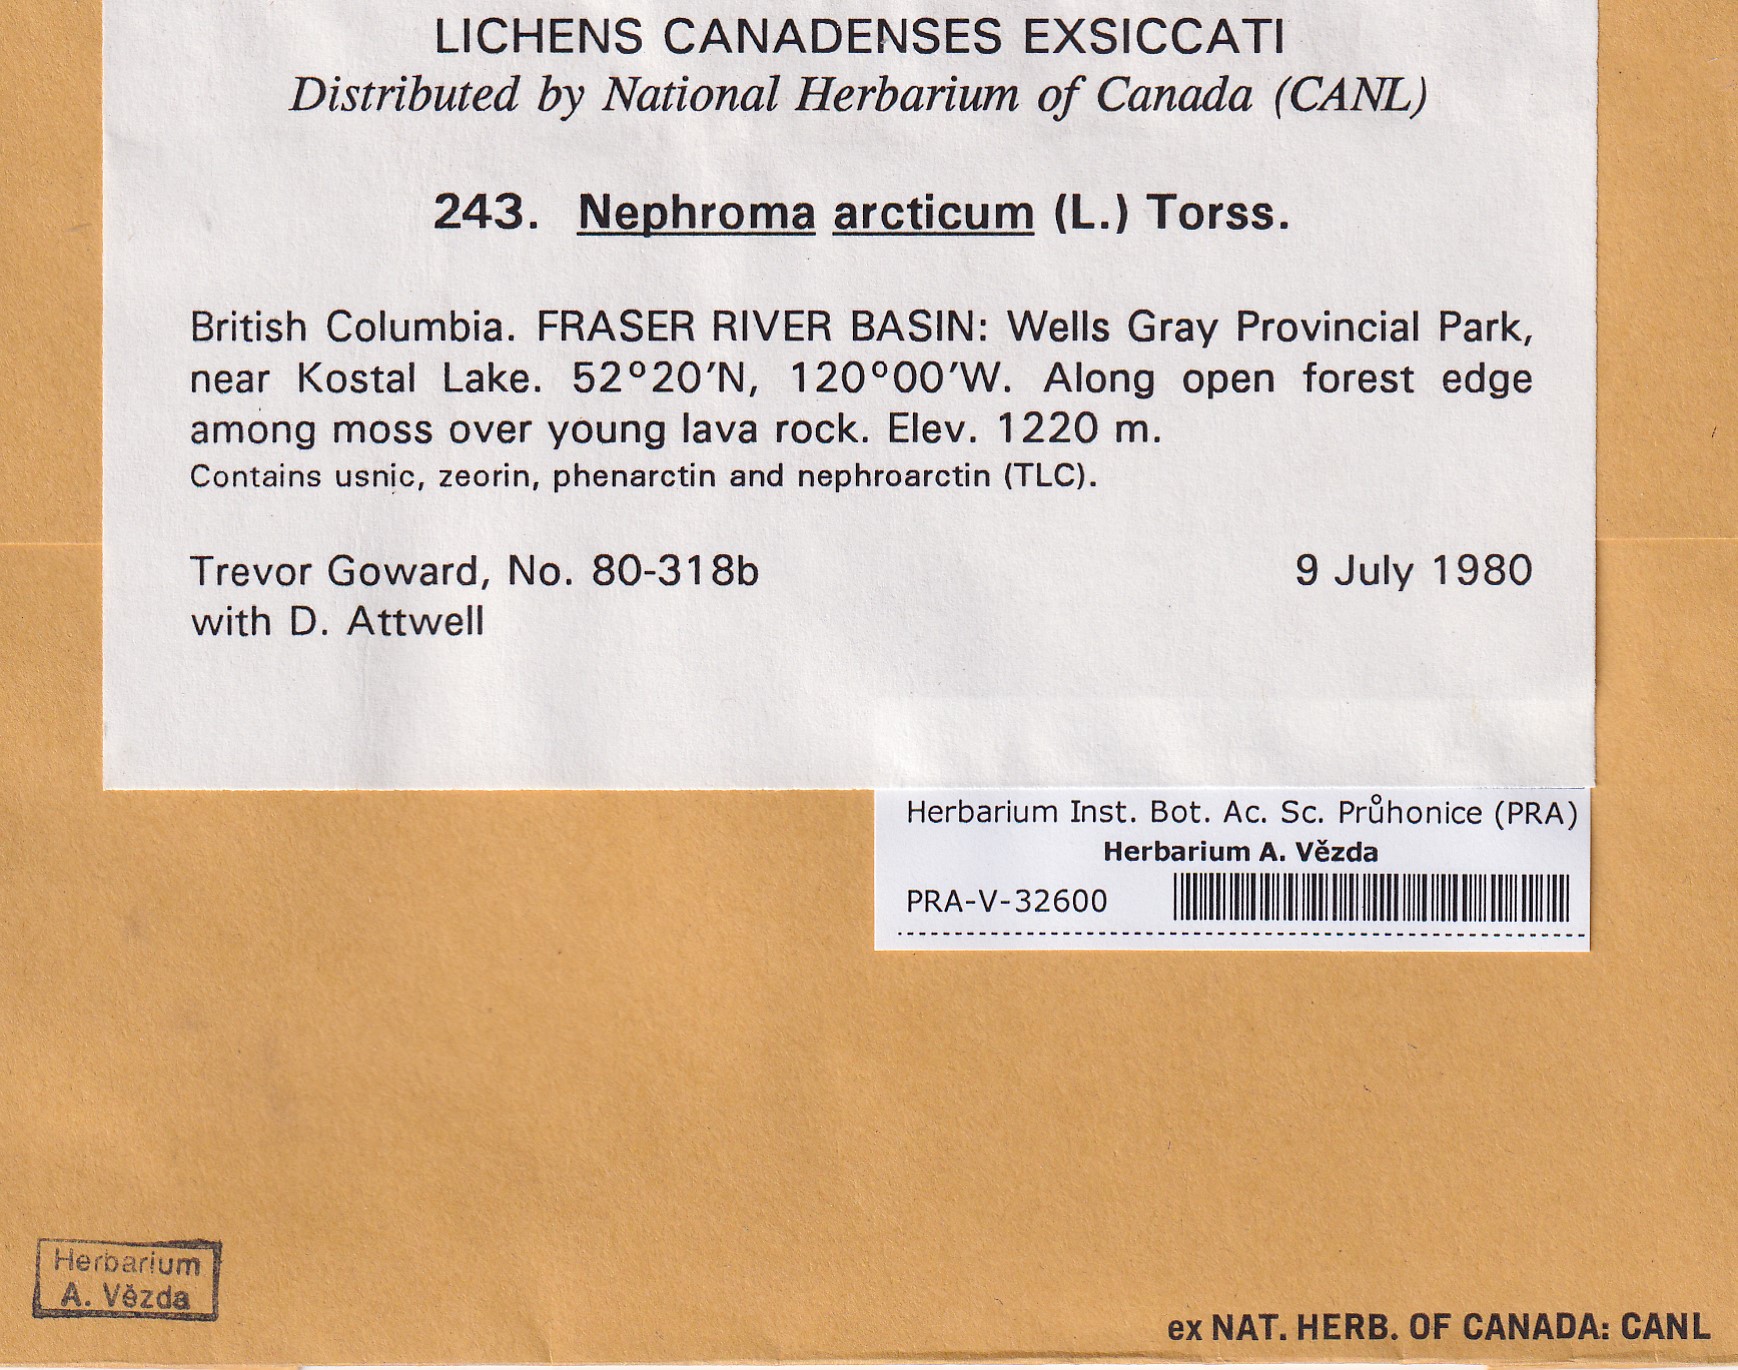 LICHENS CANADENSES EXSICCATI
Distributed by National Herbarium of Canada (CANL)
243. Nephroma arcticum (L.) Torss.
British Columbia. FRASER RIVER BASIN: Wells Gray Provincial Park,
near Kostal Lake. 52°20'N, 120°00'W. Along open forest edge
among moss over young lava rock. Elev. 1220 m.
Contains usnic, zeorin, phenarctin and nephroarctin (TLC).
Trevor Goward, No. 80-318b 9 July 1980
with D. Attwell
Herbarium Inst. Bot. Ac. Sc. Průhonice (PRA)
Herbarium A. Vězda
PRA-V-32600
Herbarium
A. Vězda
ex NAT. HERB. OF CANADA: CANL